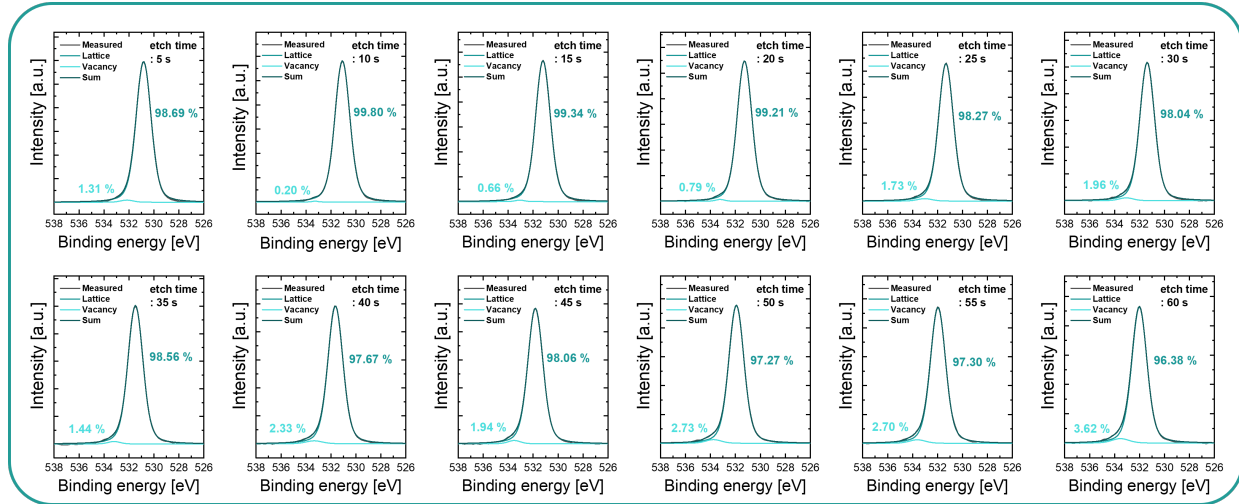 Measured
Lattice
Vacancy
Sum
etch time
: 5 s
98.69 %
1.31 %
Intensity [a.u.]
538 536 534 532 530 528 526
Binding energy [eV]
Measured
Lattice
Vacancy
Sum
etch time
: 10 s
99.80 %
0.20 %
Intensity [a.u.]
538 536 534 532 530 528 526
Binding energy [eV]
Measured
Lattice
Vacancy
Sum
etch time
: 15 s
99.34 %
0.66 %
Intensity [a.u.]
538 536 534 532 530 528 526
Binding energy [eV]
Measured
Lattice
Vacancy
Sum
etch time
: 20 s
99.21 %
0.79 %
Intensity [a.u.]
538 536 534 532 530 528 526
Binding energy [eV]
Measured
Lattice
Vacancy
Sum
etch time
: 25 s
98.27 %
1.73 %
Intensity [a.u.]
538 536 534 532 530 528 526
Binding energy [eV]
Measured
Lattice
Vacancy
Sum
etch time
: 30 s
98.04 %
1.96 %
Intensity [a.u.]
538 536 534 532 530 528 526
Binding energy [eV]
Measured
Lattice
Vacancy
Sum
etch time
: 35 s
98.56 %
1.44 %
Intensity [a.u.]
538 536 534 532 530 528 526
Binding energy [eV]
Measured
Lattice
Vacancy
Sum
etch time
: 40 s
97.67 %
2.33 %
Intensity [a.u.]
538 536 534 532 530 528 526
Binding energy [eV]
Measured
Lattice
Vacancy
Sum
etch time
: 45 s
98.06 %
1.94 %
Intensity [a.u.]
538 536 534 532 530 528 526
Binding energy [eV]
Measured
Lattice
Vacancy
Sum
etch time
: 50 s
97.27 %
2.73 %
Intensity [a.u.]
538 536 534 532 530 528 526
Binding energy [eV]
Measured
Lattice
Vacancy
Sum
etch time
: 55 s
97.30 %
2.70 %
Intensity [a.u.]
538 536 534 532 530 528 526
Binding energy [eV]
Measured
Lattice
Vacancy
Sum
etch time
: 60 s
96.38 %
3.62 %
Intensity [a.u.]
538 536 534 532 530 528 526
Binding energy [eV]